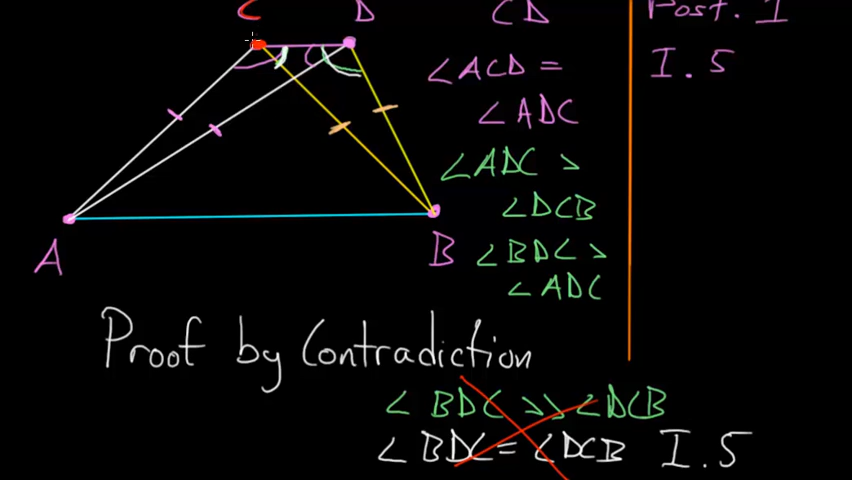 C D CD Post. 1
∠ACD = I.5
∠ADC
∠ADC >
∠DCB
A B ∠BDC >
∠ADC
Proof by Contradiction
∠BDC >> ∠DCB
∠BDC = ∠DCB I.5